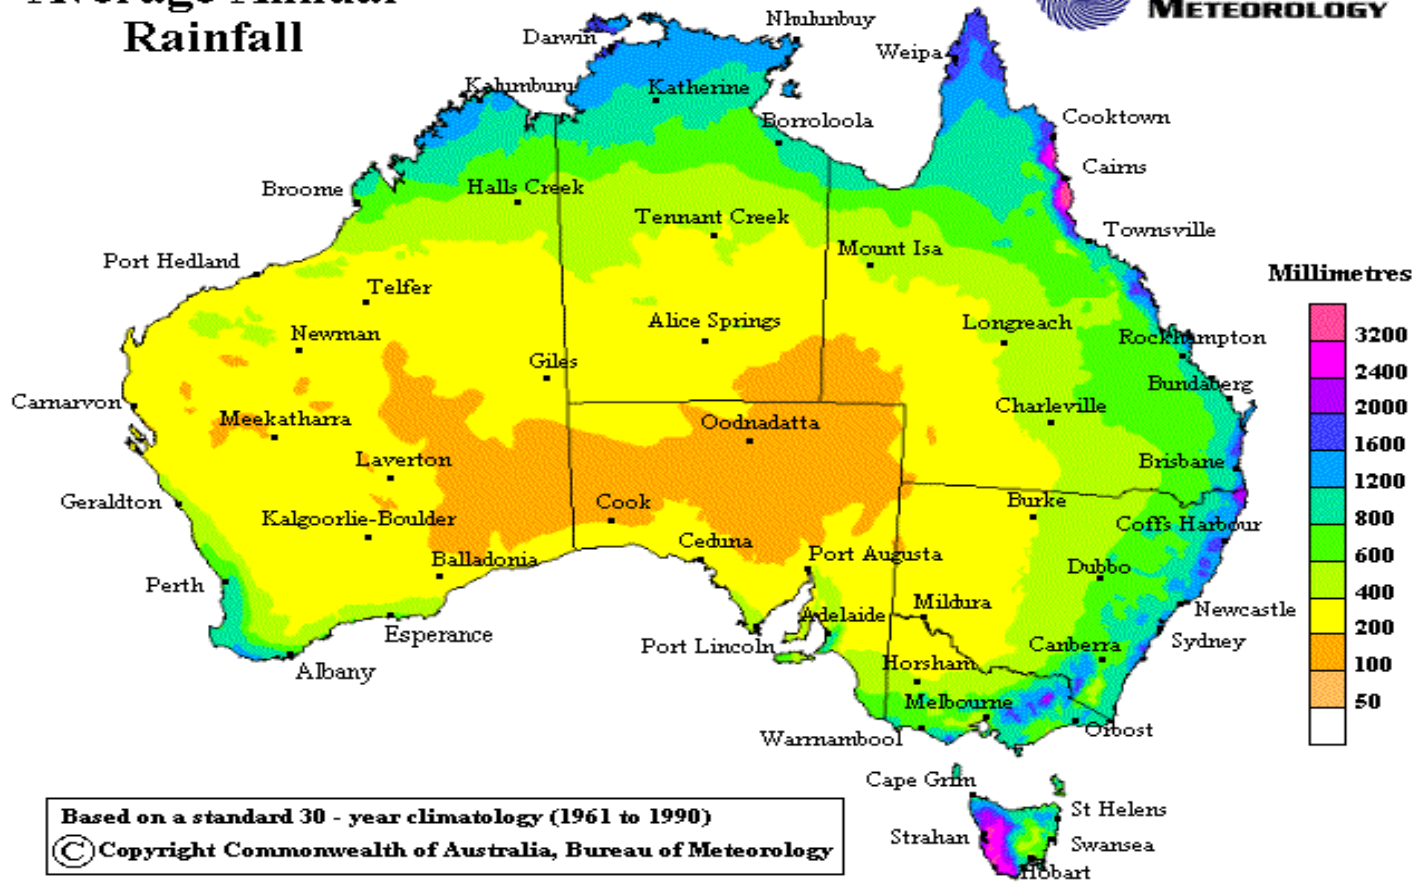 Average Annual
Rainfall
METEOROLOGY
Darwin
Nhulunbuy
Weipa
Kalumburu
Katherine
Borroloola
Cooktown
Cairns
Broome
Halls Creek
Tennant Creek
Townsville
Mount Isa
Port Hedland
Telfer
Millimetres
Newman
Alice Springs
Longreach
Rockhampton
3200
Giles
2400
Bundaberg
Carnarvon
Meekatharra
Oodnadatta
Charleville
2000
Laverton
Brisbane
1600
Geraldton
Kalgoorlie-Boulder
Cook
Burke
1200
Coffs Harbour
800
Balladonia
Ceduna
Port Augusta
Dubbo
600
Perth
Adelaide
Mildura
Newcastle
400
Esperance
Port Lincoln
Canberra
Sydney
200
Albany
Horsham
100
Melbourne
50
Warrnambool
Orbost
Cape Grim
St Helens
Strahan
Swansea
Hobart
Based on a standard 30 - year climatology (1961 to 1990)
© Copyright Commonwealth of Australia, Bureau of Meteorology